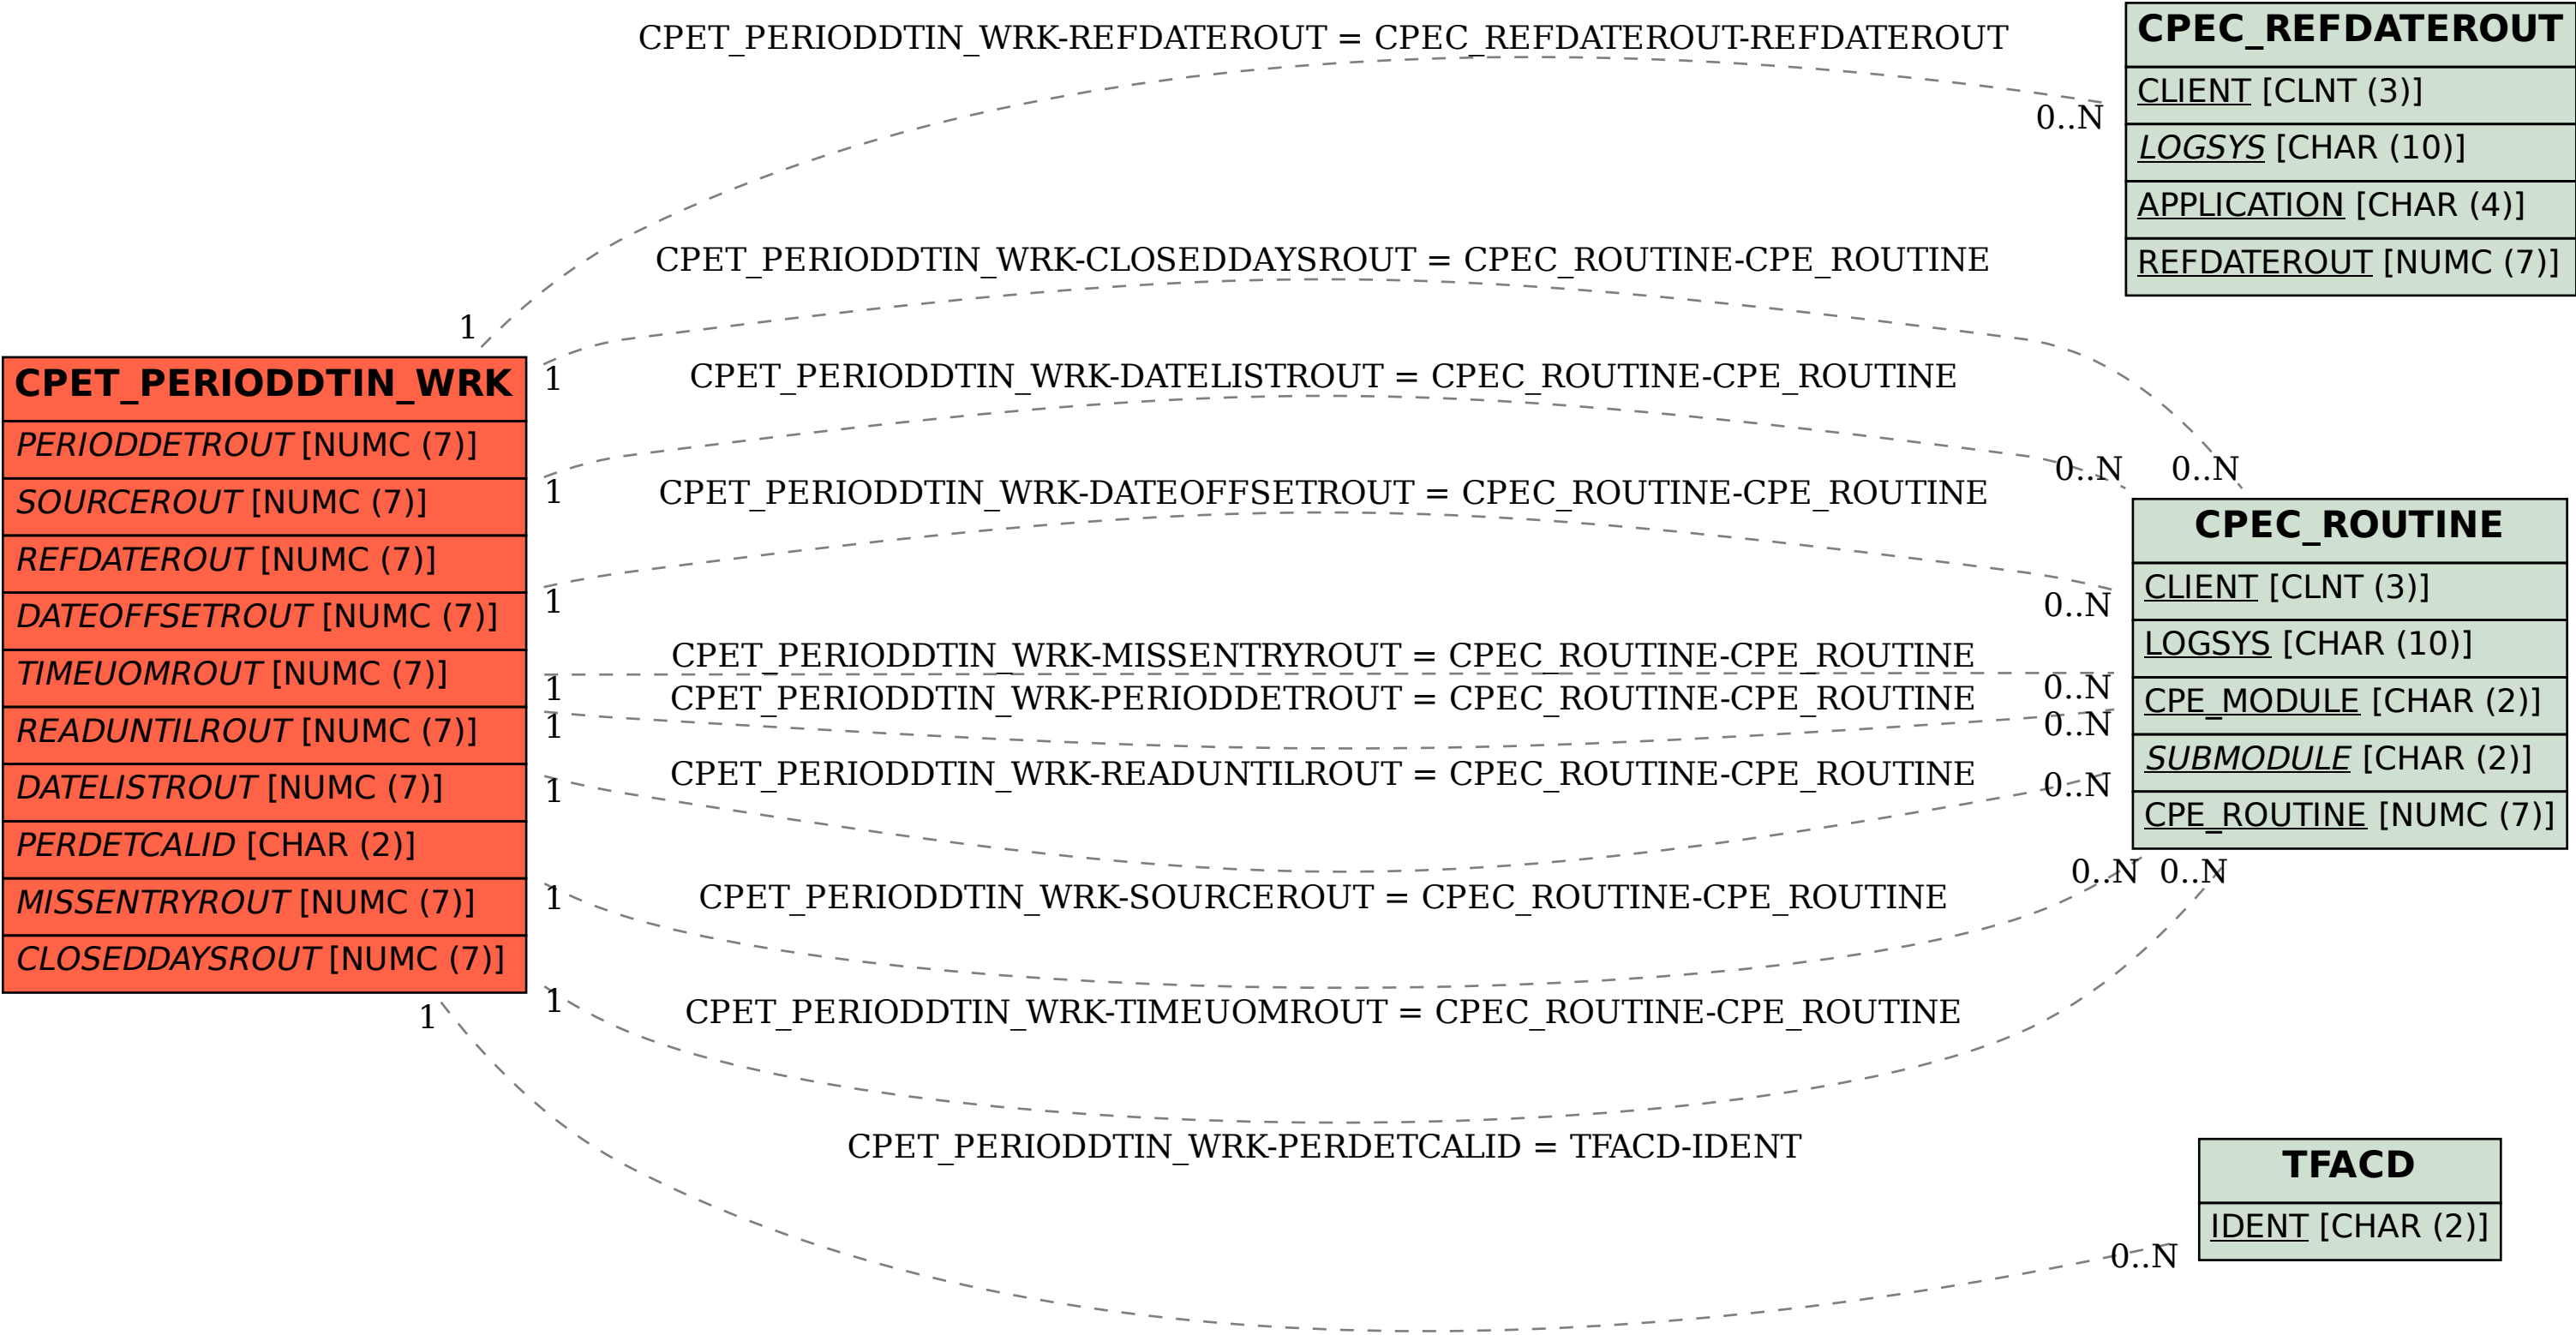 CPET_PERIODDTIN_WRK-REFDATEROUT = CPEC_REFDATEROUT-REFDATEROUT
1
0..N
CPEC_REFDATEROUT
CLIENT [CLNT (3)]
LOGSYS [CHAR (10)]
APPLICATION [CHAR (4)]
REFDATEROUT [NUMC (7)]
CPET_PERIODDTIN_WRK
PERIODDETROUT [NUMC (7)]
SOURCEROUT [NUMC (7)]
REFDATEROUT [NUMC (7)]
DATEOFFSETROUT [NUMC (7)]
TIMEUOMROUT [NUMC (7)]
READUNTILROUT [NUMC (7)]
DATELISTROUT [NUMC (7)]
PERDETCALID [CHAR (2)]
MISSENTRYROUT [NUMC (7)]
CLOSEDDAYSROUT [NUMC (7)]
CPET_PERIODDTIN_WRK-CLOSEDDAYSROUT = CPEC_ROUTINE-CPE_ROUTINE
1
0..N
CPET_PERIODDTIN_WRK-DATELISTROUT = CPEC_ROUTINE-CPE_ROUTINE
1
0..N
CPET_PERIODDTIN_WRK-DATEOFFSETROUT = CPEC_ROUTINE-CPE_ROUTINE
1
0..N
CPET_PERIODDTIN_WRK-MISSENTRYROUT = CPEC_ROUTINE-CPE_ROUTINE
1
0..N
CPET_PERIODDTIN_WRK-PERIODDETROUT = CPEC_ROUTINE-CPE_ROUTINE
1
0..N
CPET_PERIODDTIN_WRK-READUNTILROUT = CPEC_ROUTINE-CPE_ROUTINE
1
0..N
CPET_PERIODDTIN_WRK-SOURCEROUT = CPEC_ROUTINE-CPE_ROUTINE
1
0..N
CPET_PERIODDTIN_WRK-TIMEUOMROUT = CPEC_ROUTINE-CPE_ROUTINE
1
0..N
CPEC_ROUTINE
CLIENT [CLNT (3)]
LOGSYS [CHAR (10)]
CPE_MODULE [CHAR (2)]
SUBMODULE [CHAR (2)]
CPE_ROUTINE [NUMC (7)]
CPET_PERIODDTIN_WRK-PERDETCALID = TFACD-IDENT
1
0..N
TFACD
IDENT [CHAR (2)]